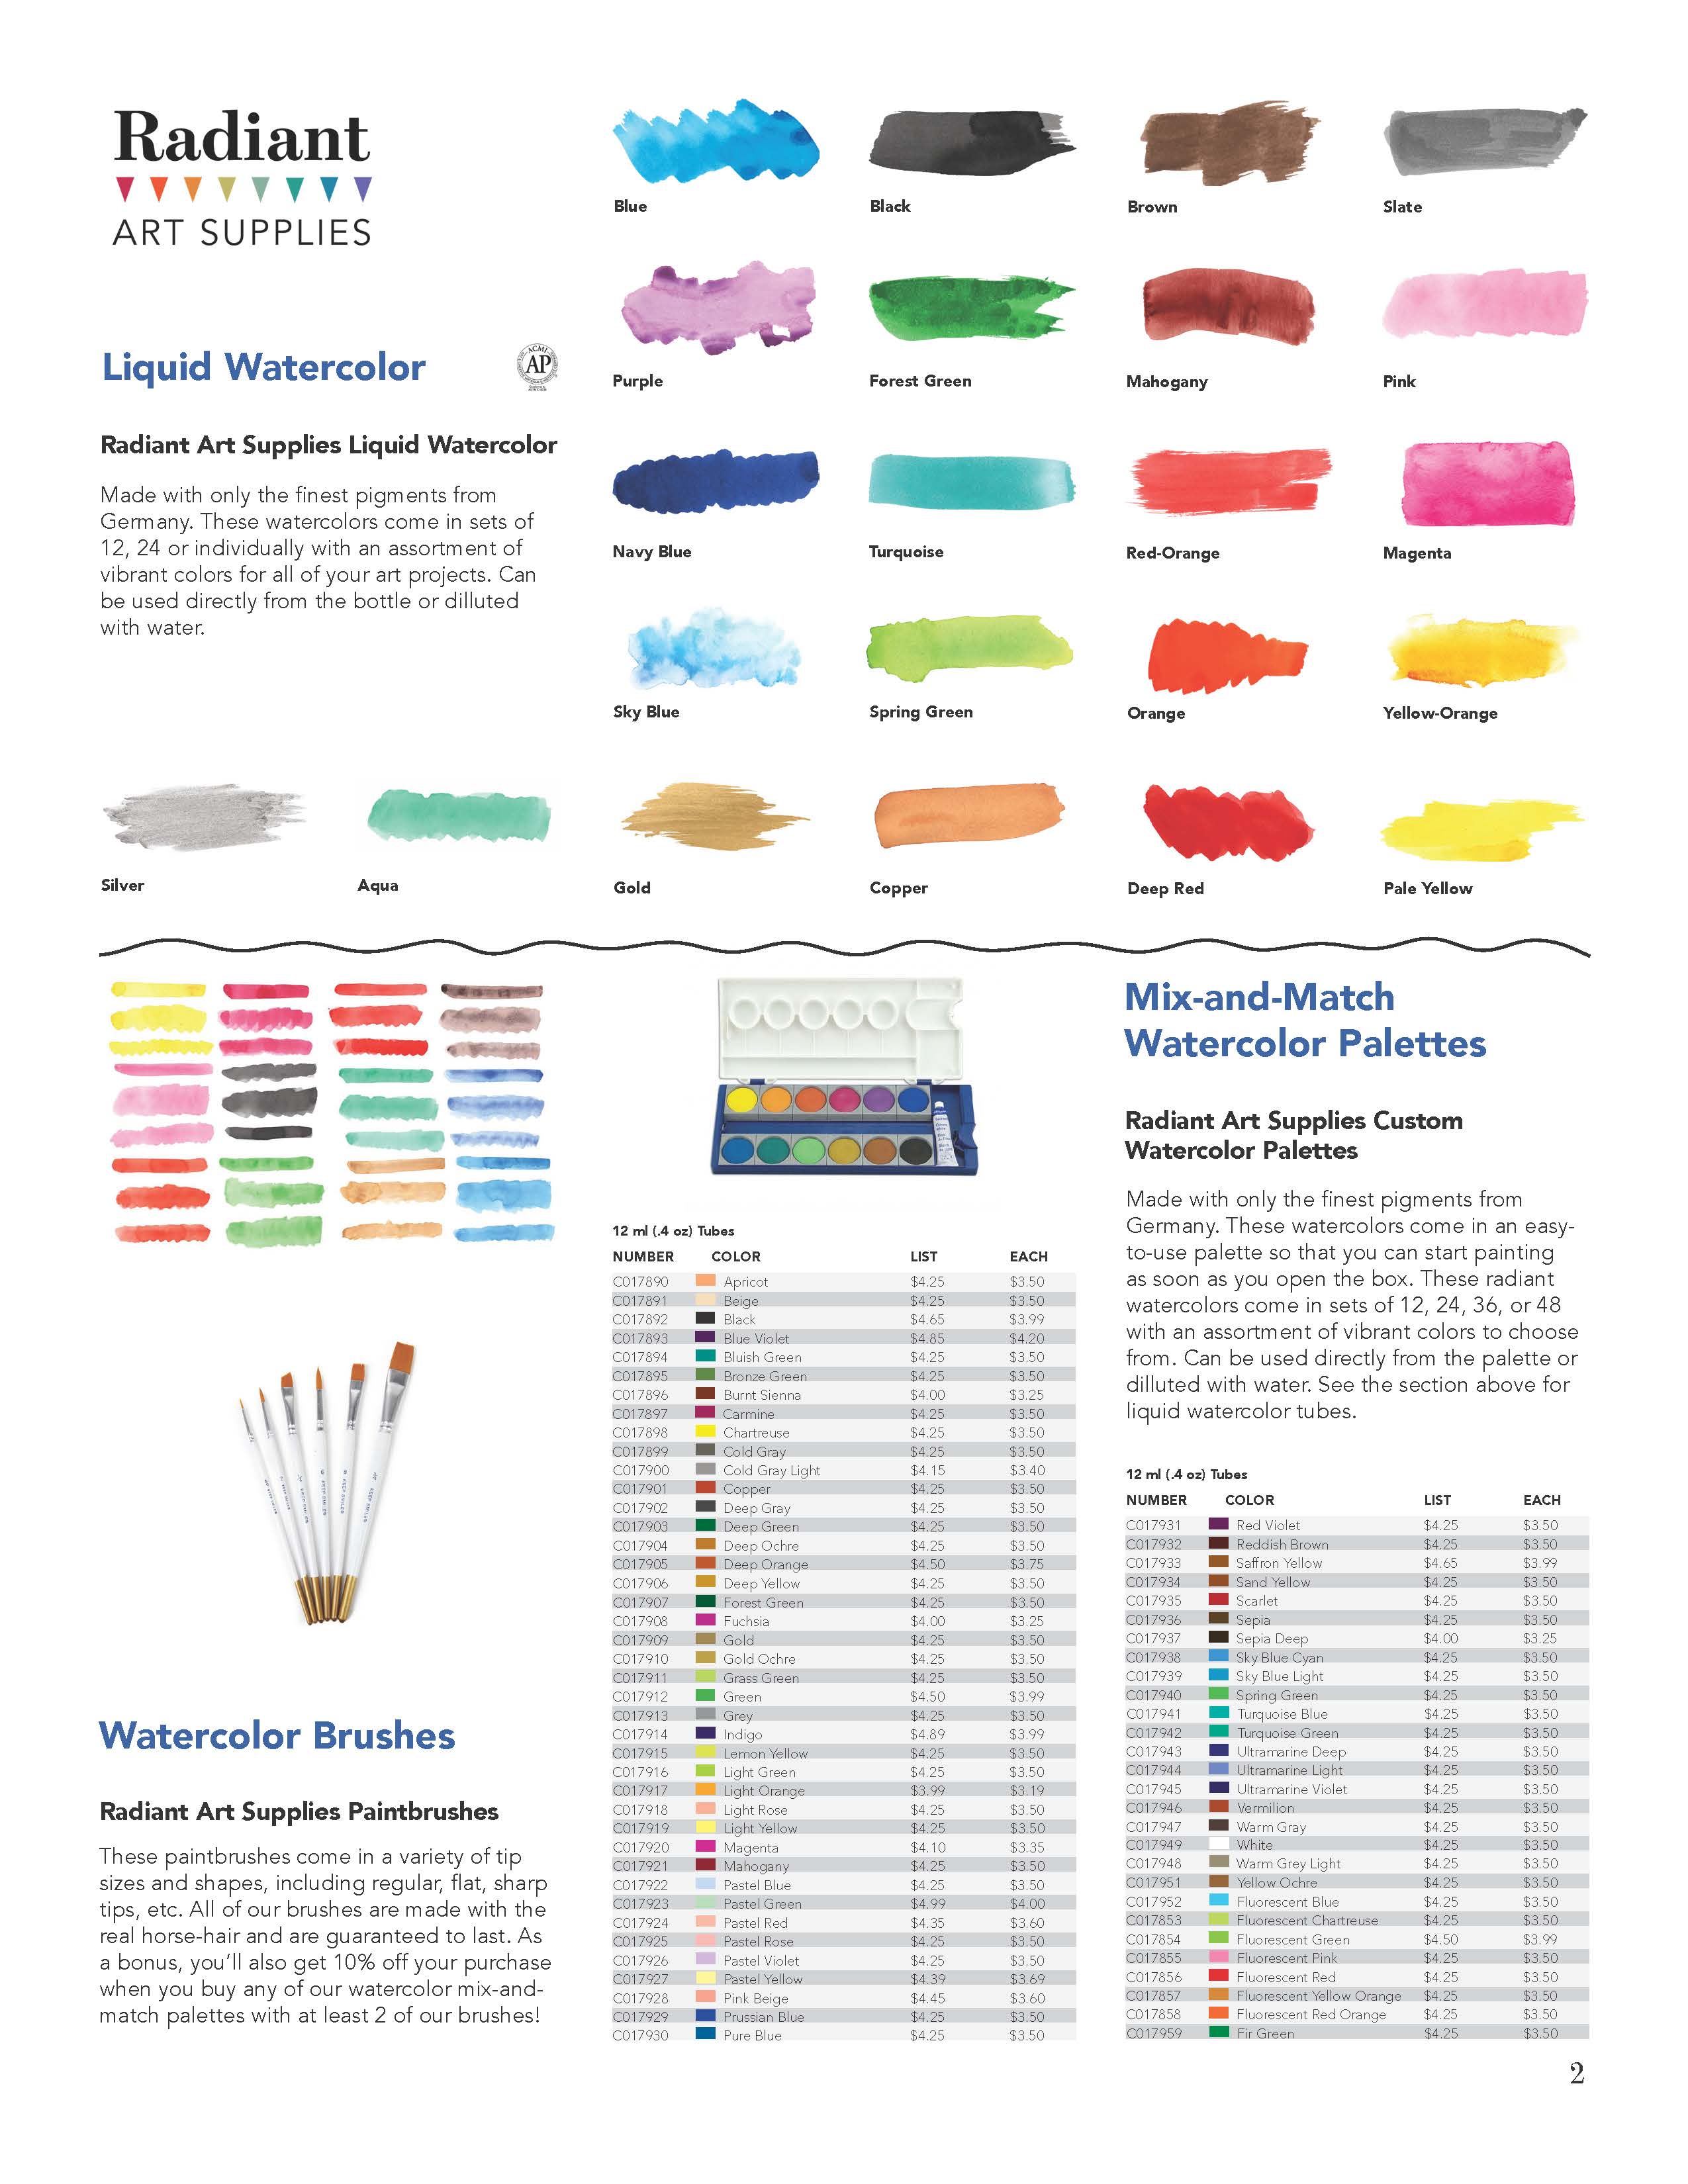 Radiant
ART SUPPLIES
Liquid Watercolor
ACMI
AP
Radiant Art Supplies Liquid Watercolor
Made with only the finest pigments from
Germany. These watercolors come in sets of
12, 24 or individually with an assortment of
vibrant colors for all of your art projects. Can
be used directly from the bottle or dilluted
with water.
Blue Black Brown Slate
Purple Forest Green Mahogany Pink
Navy Blue Turquoise Red-Orange Magenta
Sky Blue Spring Green Orange Yellow-Orange
Silver Aqua Gold Copper Deep Red Pale Yellow
Watercolor Brushes
Radiant Art Supplies Paintbrushes
These paintbrushes come in a variety of tip
sizes and shapes, including regular, flat, sharp
tips, etc. All of our brushes are made with the
real horse-hair and are guaranteed to last. As
a bonus, you'll also get 10% off your purchase
when you buy any of our watercolor mix-and-
match palettes with at least 2 of our brushes!
12 ml (.4 oz) Tubes
NUMBER COLOR LIST EACH
C017890 Apricot $4.25 $3.50
C017891 Beige $4.25 $3.50
C017892 Black $4.65 $3.99
C017893 Blue Violet $4.85 $4.20
C017894 Bluish Green $4.25 $3.50
C017895 Bronze Green $4.25 $3.50
C017896 Burnt Sienna $4.00 $3.25
C017897 Carmine $4.25 $3.50
C017898 Chartreuse $4.25 $3.50
C017899 Cold Gray $4.25 $3.50
C017900 Cold Gray Light $4.15 $3.40
C017901 Copper $4.25 $3.50
C017902 Deep Gray $4.25 $3.50
C017903 Deep Green $4.25 $3.50
C017904 Deep Ochre $4.25 $3.50
C017905 Deep Orange $4.50 $3.75
C017906 Deep Yellow $4.25 $3.50
C017907 Forest Green $4.25 $3.50
C017908 Fuchsia $4.00 $3.25
C017909 Gold $4.25 $3.50
C017910 Gold Ochre $4.25 $3.50
C017911 Grass Green $4.25 $3.50
C017912 Green $4.50 $3.99
C017913 Grey $4.25 $3.50
C017914 Indigo $4.89 $3.99
C017915 Lemon Yellow $4.25 $3.50
C017916 Light Green $4.25 $3.50
C017917 Light Orange $3.99 $3.19
C017918 Light Rose $4.25 $3.50
C017919 Light Yellow $4.25 $3.50
C017920 Magenta $4.10 $3.35
C017921 Mahogany $4.25 $3.50
C017922 Pastel Blue $4.25 $3.50
C017923 Pastel Green $4.99 $4.00
C017924 Pastel Red $4.35 $3.60
C017925 Pastel Rose $4.25 $3.50
C017926 Pastel Violet $4.25 $3.50
C017927 Pastel Yellow $4.39 $3.69
C017928 Pink Beige $4.45 $3.60
C017929 Prussian Blue $4.25 $3.50
C017930 Pure Blue $4.25 $3.50
Mix-and-Match
Watercolor Palettes
Radiant Art Supplies Custom
Watercolor Palettes
Made with only the finest pigments from
Germany. These watercolors come in an easy-
to-use palette so that you can start painting
as soon as you open the box. These radiant
watercolors come in sets of 12, 24, 36, or 48
with an assortment of vibrant colors to choose
from. Can be used directly from the palette or
dilluted with water. See the section above for
liquid watercolor tubes.
12 ml (.4 oz) Tubes
NUMBER COLOR LIST EACH
C017931 Red Violet $4.25 $3.50
C017932 Reddish Brown $4.25 $3.50
C017933 Saffron Yellow $4.65 $3.99
C017934 Sand Yellow $4.25 $3.50
C017935 Scarlet $4.25 $3.50
C017936 Sepia $4.25 $3.50
C017937 Sepia Deep $4.00 $3.25
C017938 Sky Blue Cyan $4.25 $3.50
C017939 Sky Blue Light $4.25 $3.50
C017940 Spring Green $4.25 $3.50
C017941 Turquoise Blue $4.25 $3.50
C017942 Turquoise Green $4.25 $3.50
C017943 Ultramarine Deep $4.25 $3.50
C017944 Ultramarine Light $4.25 $3.50
C017945 Ultramarine Violet $4.25 $3.50
C017946 Vermilion $4.25 $3.50
C017947 Warm Gray $4.25 $3.50
C017949 White $4.25 $3.50
C017948 Warm Grey Light $4.25 $3.50
C017951 Yellow Ochre $4.25 $3.50
C017952 Fluorescent Blue $4.25 $3.50
C017853 Fluorescent Chartreuse $4.25 $3.50
C017854 Fluorescent Green $4.50 $3.99
C017855 Fluorescent Pink $4.25 $3.50
C017856 Fluorescent Red $4.25 $3.50
C017857 Fluorescent Yellow Orange $4.25 $3.50
C017858 Fluorescent Red Orange $4.25 $3.50
C017959 Fir Green $4.25 $3.50
2